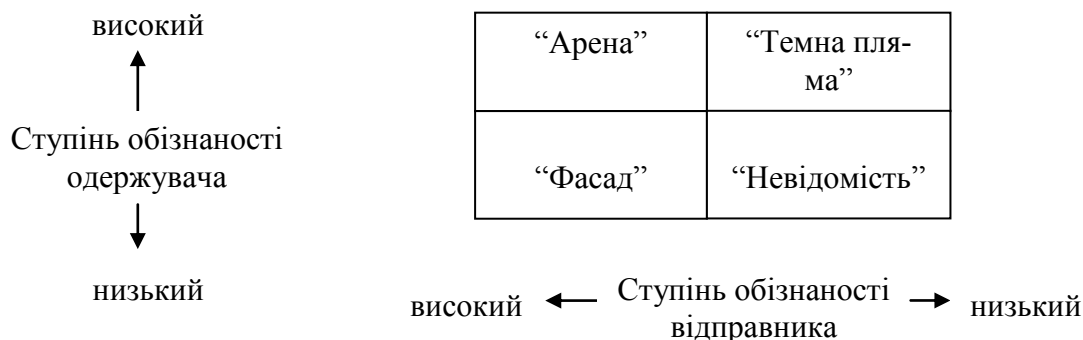 високий
Ступінь обізнаності
одержувача
низький
“Арена”
“Темна пля-
ма”
“Фасад”
“Невідомість”
високий
Ступінь обізнаності
відправника
низький